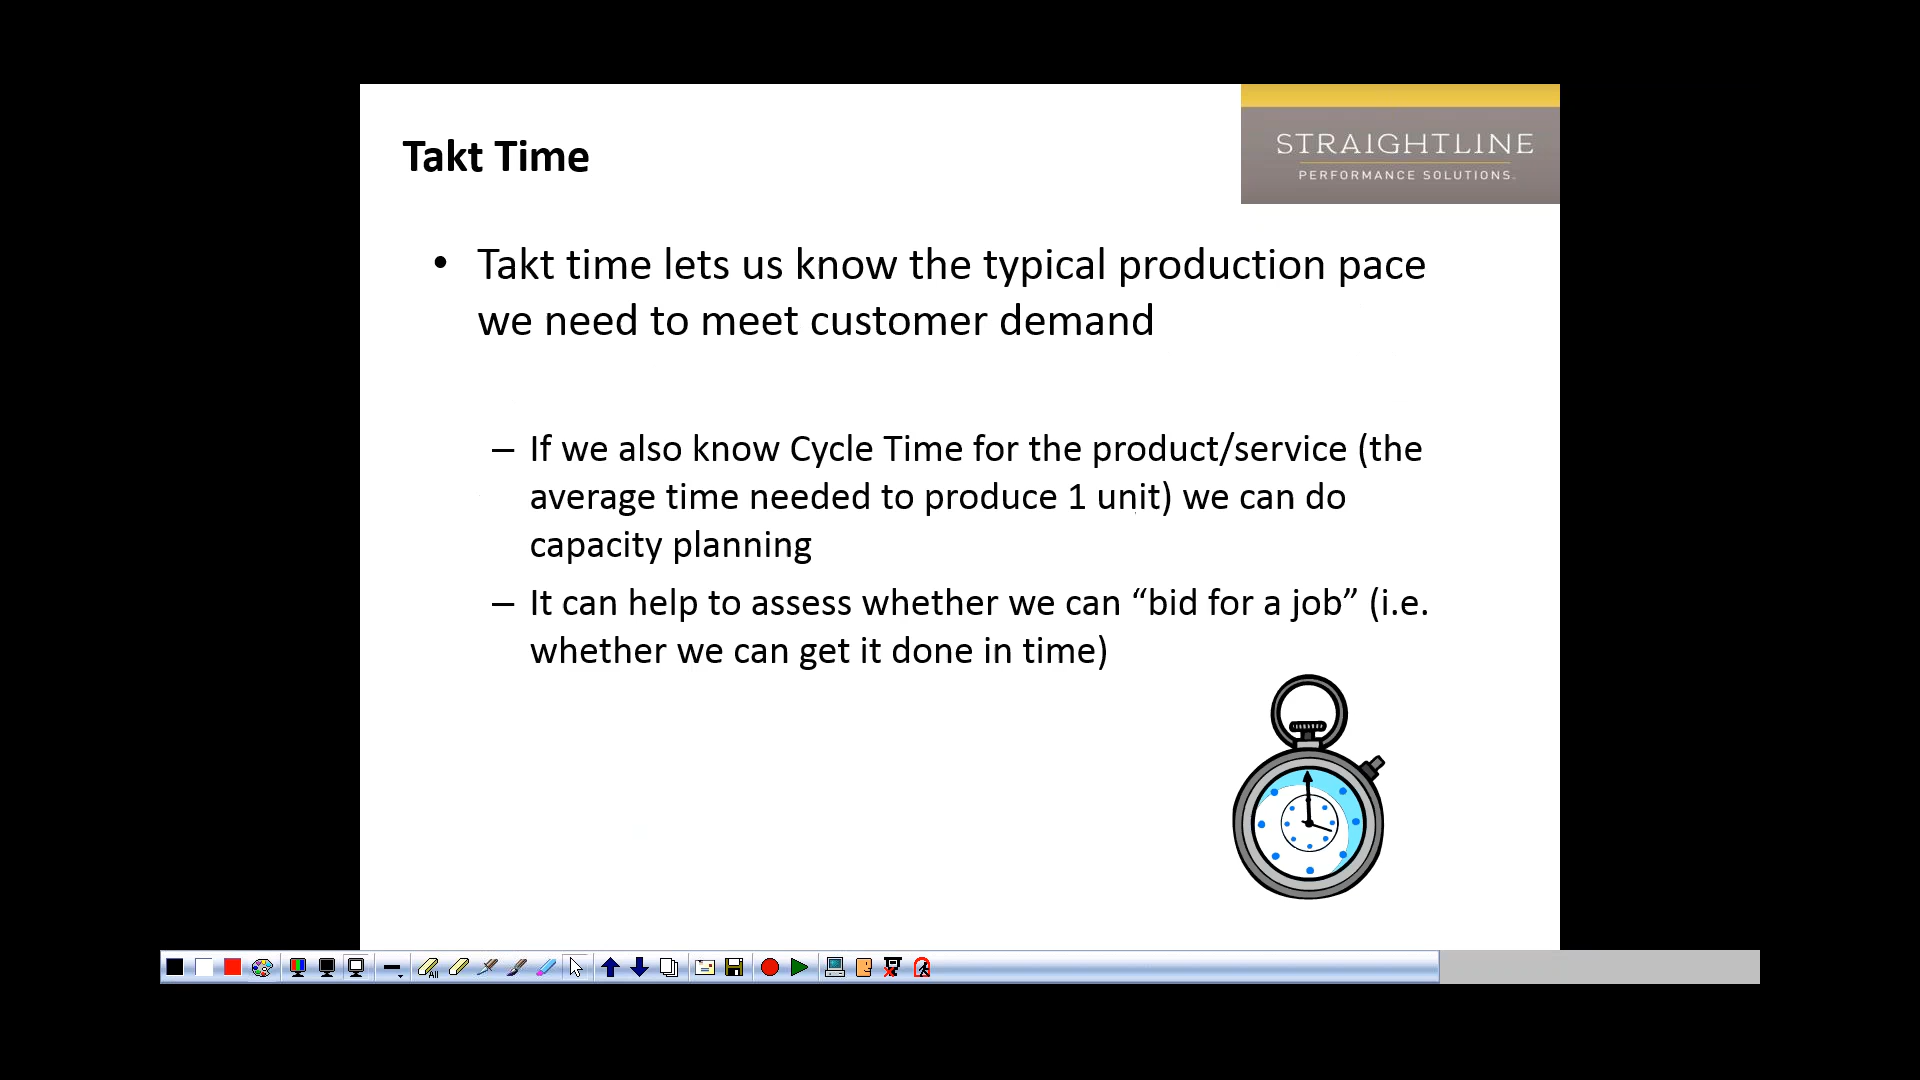 Takt Time
STRAIGHTLINE
PERFORMANCE SOLUTIONS.
• Takt time lets us know the typical production pace
we need to meet customer demand
– If we also know Cycle Time for the product/service (the
average time needed to produce 1 unit) we can do
capacity planning
– It can help to assess whether we can “bid for a job” (i.e.
whether we can get it done in time)
All